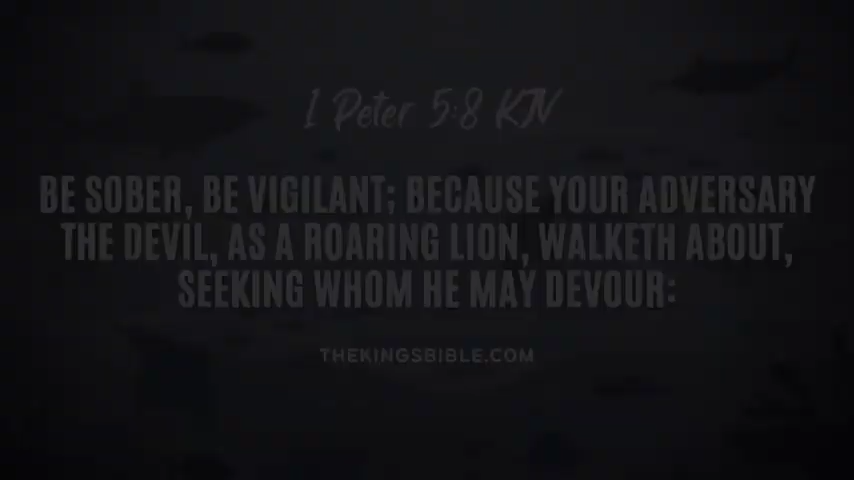 1 Peter 5:8 KJV
BE SOBER, BE VIGILANT; BECAUSE YOUR ADVERSARY
THE DEVIL, AS A ROARING LION, WALKETH ABOUT,
SEEKING WHOM HE MAY DEVOUR:
THEKINGSBIBLE.COM